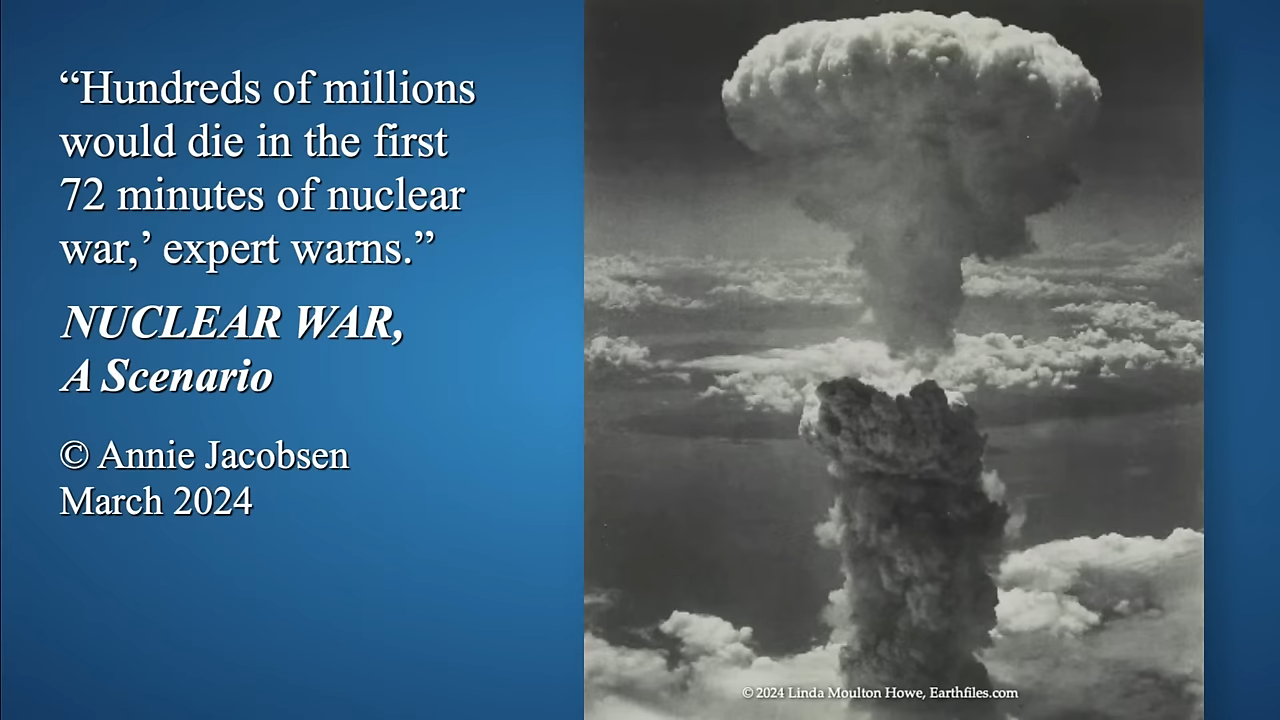 “Hundreds of millions
would die in the first
72 minutes of nuclear
war,’ expert warns.”
NUCLEAR WAR,
A Scenario
© Annie Jacobsen
March 2024
© 2024 Linda Moulton Howe, Earthfiles.com